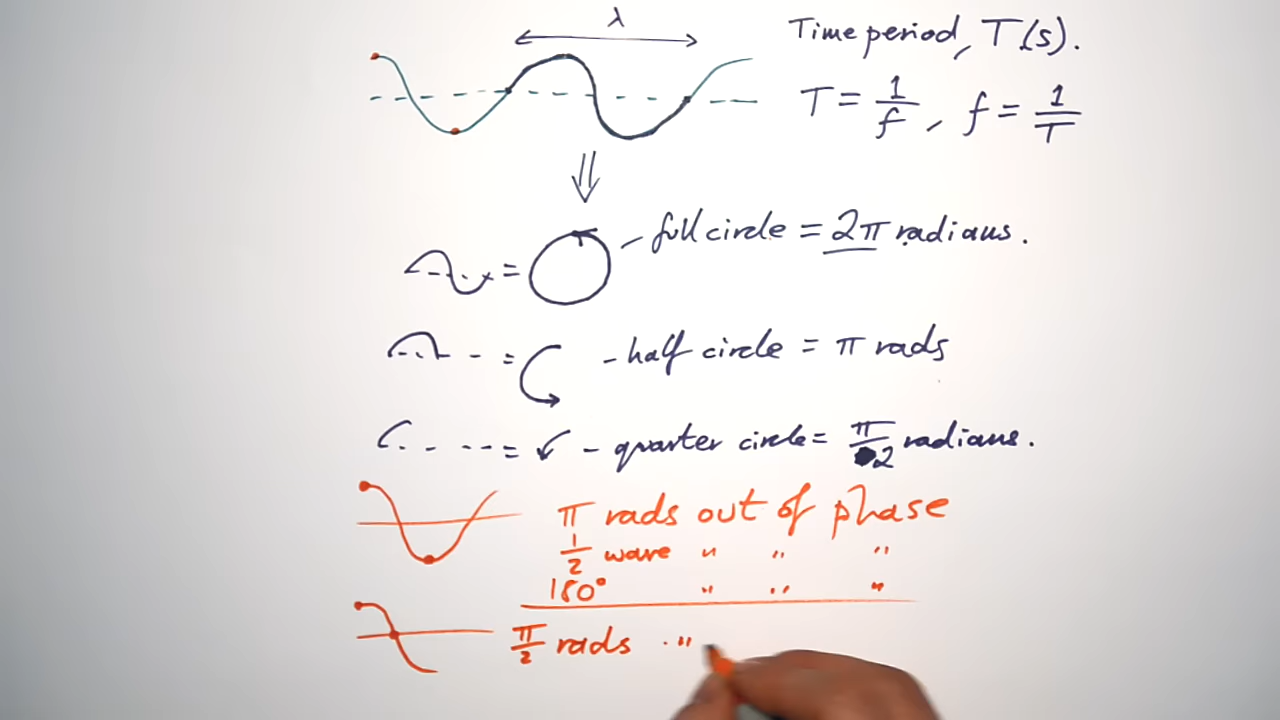 λ
Time period, T(s).
T = 1/f , f = 1/T
= – full circle = 2π radians.
= – half circle = π rads
= – quarter circle = π/2 radians.
π rads out of phase
1/2 wave " " "
180° " " "
π/2 rads "